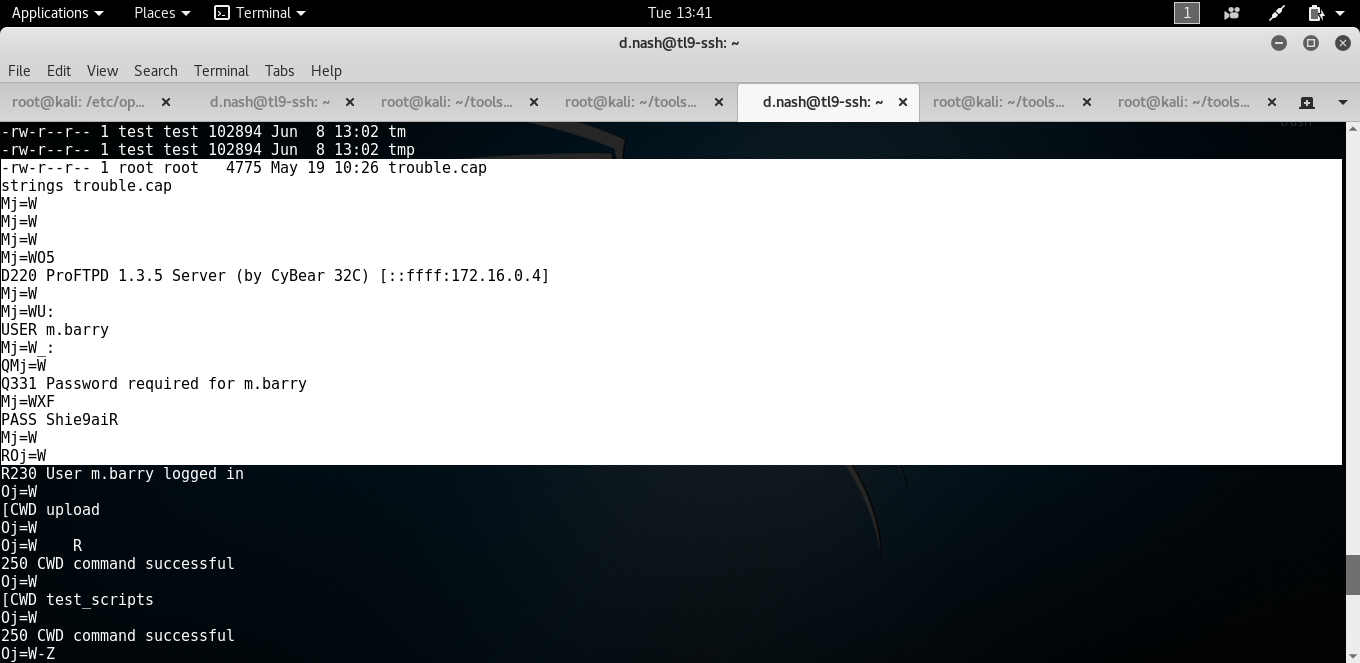 Applications Places Terminal Tue 13:41 1
d.nash@tl9-ssh: ~
File Edit View Search Terminal Tabs Help
root@kali: /etc/op... d.nash@tl9-ssh: ~ root@kali: ~/tools... root@kali: ~/tools... d.nash@tl9-ssh: ~ root@kali: ~/tools... root@kali: ~/tools...
trash
-rw-r--r-- 1 test test 102894 Jun  8 13:02 tm
-rw-r--r-- 1 test test 102894 Jun  8 13:02 tmp
-rw-r--r-- 1 root root   4775 May 19 10:26 trouble.cap
strings trouble.cap
Mj=W
Mj=W
Mj=W
Mj=WO5
D220 ProFTPD 1.3.5 Server (by CyBear 32C) [::ffff:172.16.0.4]
Mj=W
Mj=WU:
USER m.barry
Mj=W_:
QMj=W
Q331 Password required for m.barry
Mj=WXF
PASS Shie9aiR
Mj=W
ROj=W
R230 User m.barry logged in
Oj=W
[CWD upload
Oj=W
Oj=W    R
250 CWD command successful
Oj=W
[CWD test_scripts
Oj=W
250 CWD command successful
Oj=W-Z